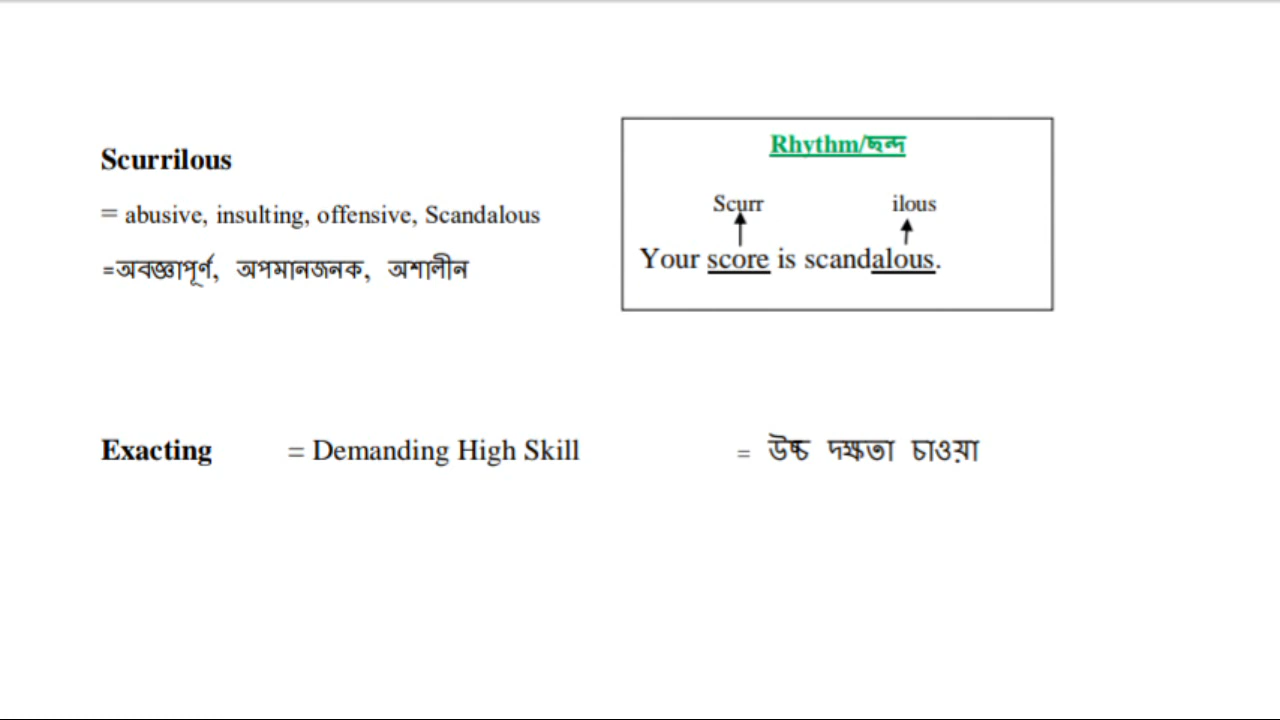 Scurrilous
= abusive, insulting, offensive, Scandalous
=অবজ্ঞাপূর্ণ, অপমানজনক, অশালীন
Rhythm/ছন্দ
Scurr ilous
Your score is scandalous.
Exacting = Demanding High Skill = উচ্চ দক্ষতা চাওয়া